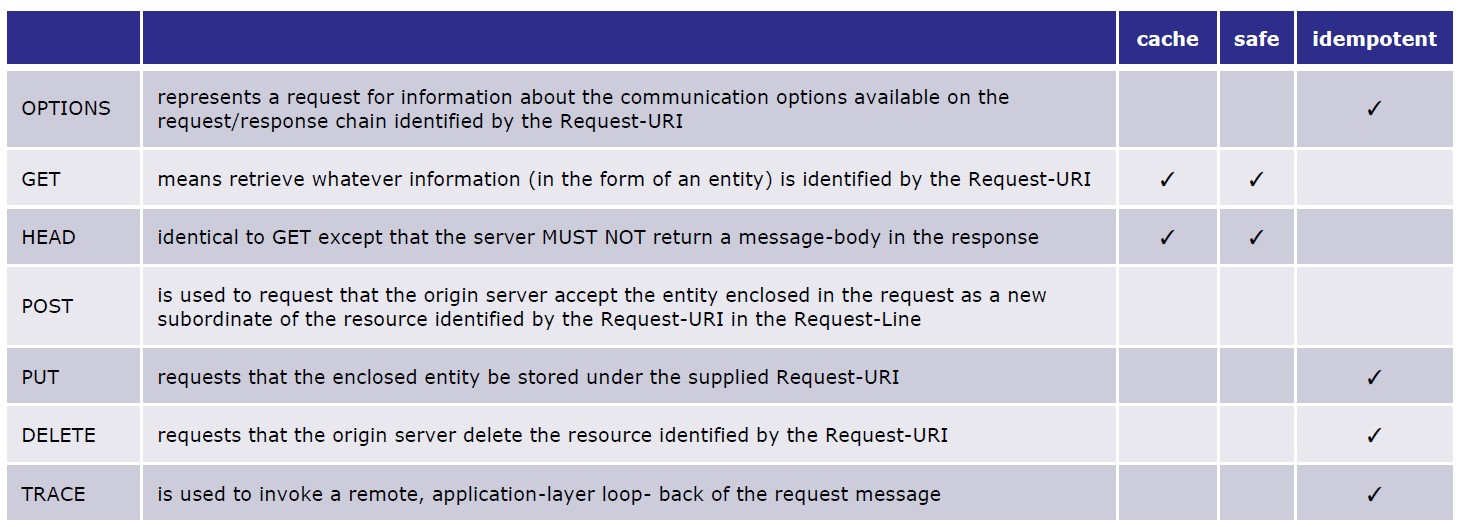 cache safe idempotent
OPTIONS represents a request for information about the communication options available on the
request/response chain identified by the Request-URI ✓
GET means retrieve whatever information (in the form of an entity) is identified by the Request-URI ✓ ✓
HEAD identical to GET except that the server MUST NOT return a message-body in the response ✓ ✓
POST is used to request that the origin server accept the entity enclosed in the request as a new
subordinate of the resource identified by the Request-URI in the Request-Line
PUT requests that the enclosed entity be stored under the supplied Request-URI ✓
DELETE requests that the origin server delete the resource identified by the Request-URI ✓
TRACE is used to invoke a remote, application-layer loop- back of the request message ✓